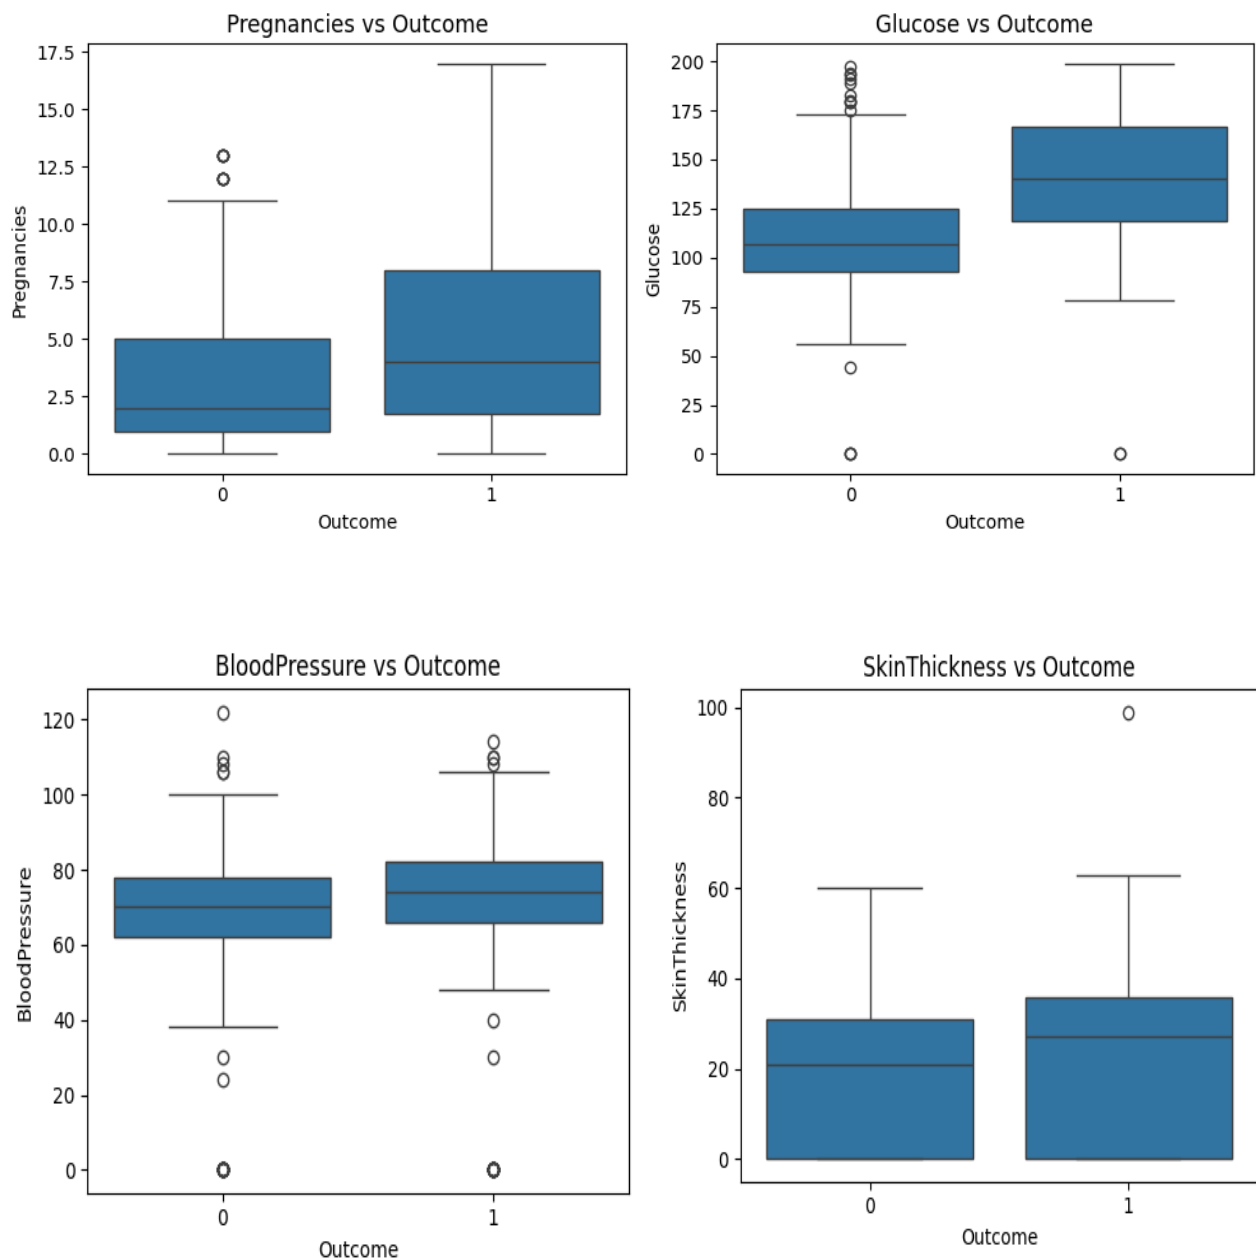 Pregnancies vs Outcome
17.5
15.0
12.5
10.0
7.5
5.0
2.5
0.0
Pregnancies
0 1
Outcome
Glucose vs Outcome
200
175
150
125
100
75
50
25
0
Glucose
0 1
Outcome
BloodPressure vs Outcome
120
100
80
60
40
20
0
BloodPressure
0 1
Outcome
SkinThickness vs Outcome
100
80
60
40
20
0
SkinThickness
0 1
Outcome